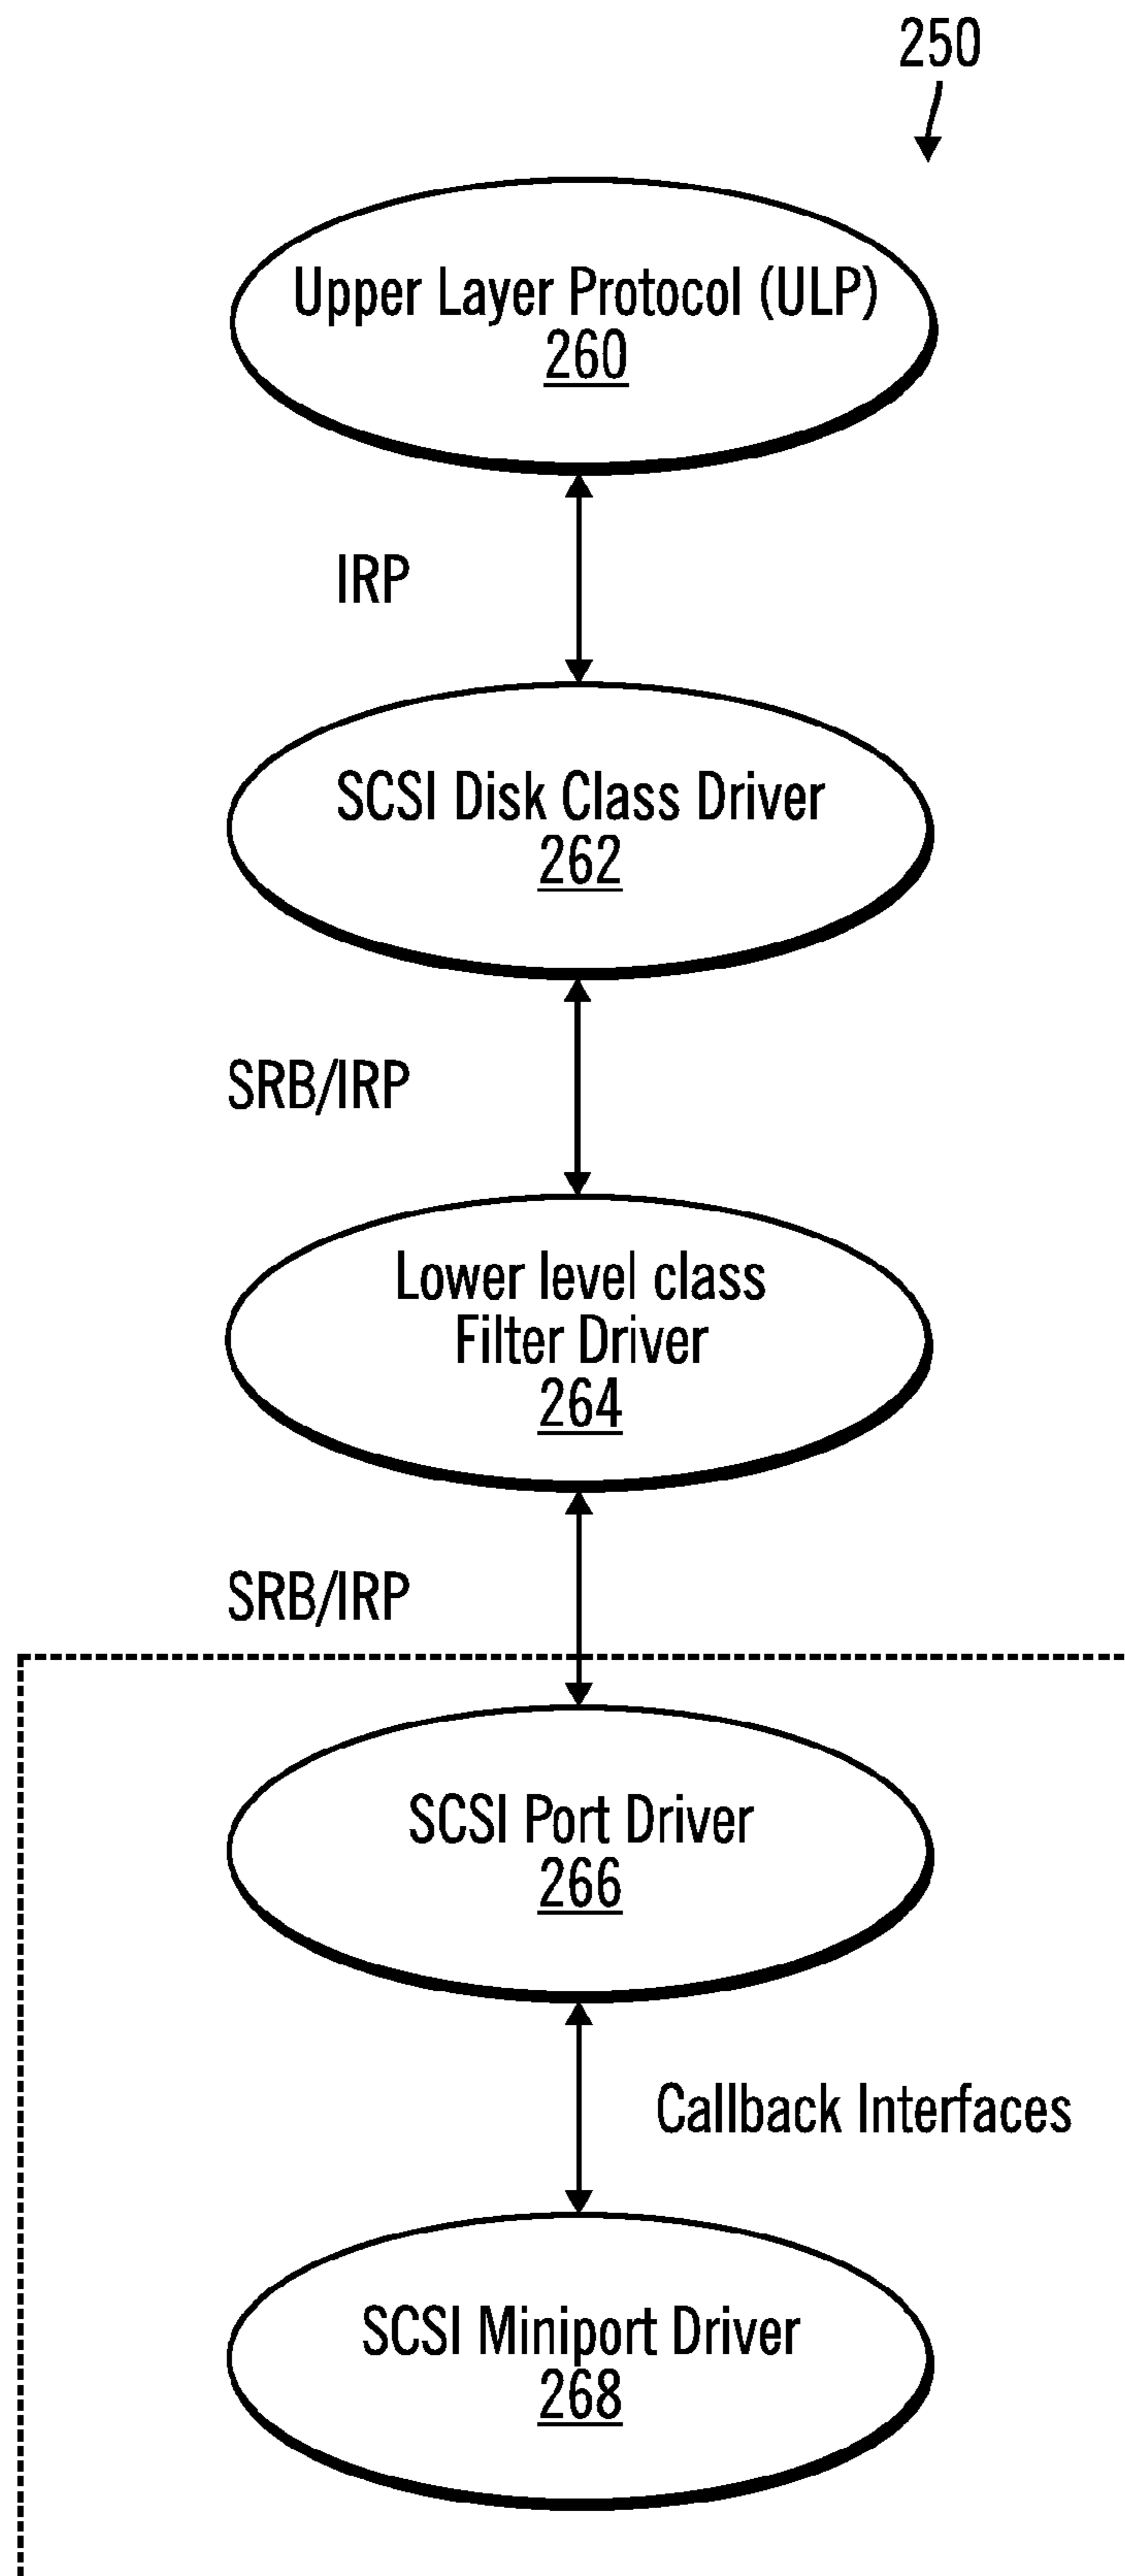 250
Upper Layer Protocol (ULP)
260
IRP
SCSI Disk Class Driver
262
SRB/IRP
Lower level class
Filter Driver
264
SRB/IRP
SCSI Port Driver
266
Callback Interfaces
SCSI Miniport Driver
268